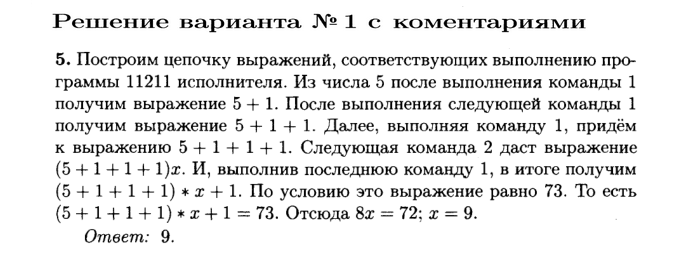 Решение варианта №1 с коментариями
5. Построим цепочку выражений, соответствующих выполнению про-
граммы 11211 исполнителя. Из числа 5 после выполнения команды 1
получим выражение 5 + 1. После выполнения следующей команды 1
получим выражение 5 + 1 + 1. Далее, выполняя команду 1, придём
к выражению 5 + 1 + 1 + 1. Следующая команда 2 даст выражение
(5 + 1 + 1 + 1)x. И, выполнив последнюю команду 1, в итоге получим
(5 + 1 + 1 + 1) * x + 1. По условию это выражение равно 73. То есть
(5 + 1 + 1 + 1) * x + 1 = 73. Отсюда 8x = 72; x = 9.
Ответ: 9.